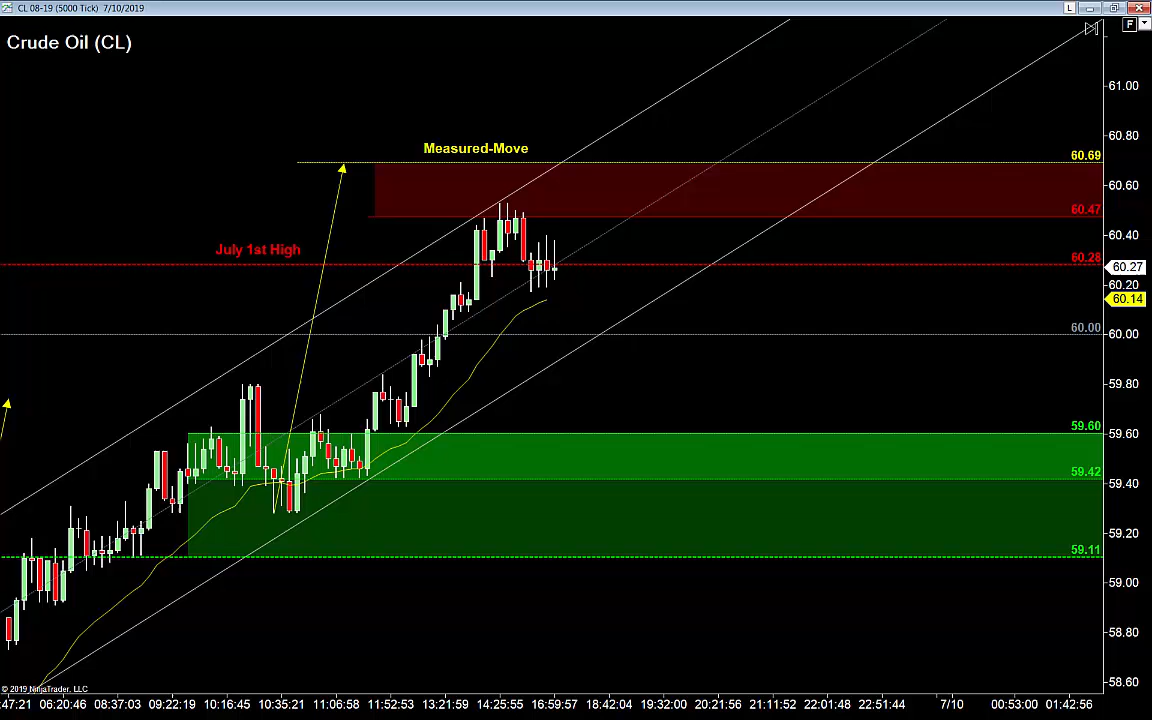 CL 08-19 (5000 Tick) 7/10/2019
L
F
Crude Oil (CL)
61.00
60.80
Measured-Move
60.69
60.60
60.47
60.40
July 1st High
60.28
60.27
60.20
60.14
60.00
60.00
59.80
59.60
59.60
59.42
59.40
59.20
59.11
59.00
58.80
58.60
© 2019 NinjaTrader, LLC
:47:21 06:20:46 08:37:03 09:22:19 10:16:45 10:35:21 11:06:58 11:52:53 13:21:59 14:25:55 16:59:57 18:42:04 19:32:00 20:21:56 21:11:52 22:01:48 22:51:44 7/10 00:53:00 01:42:56